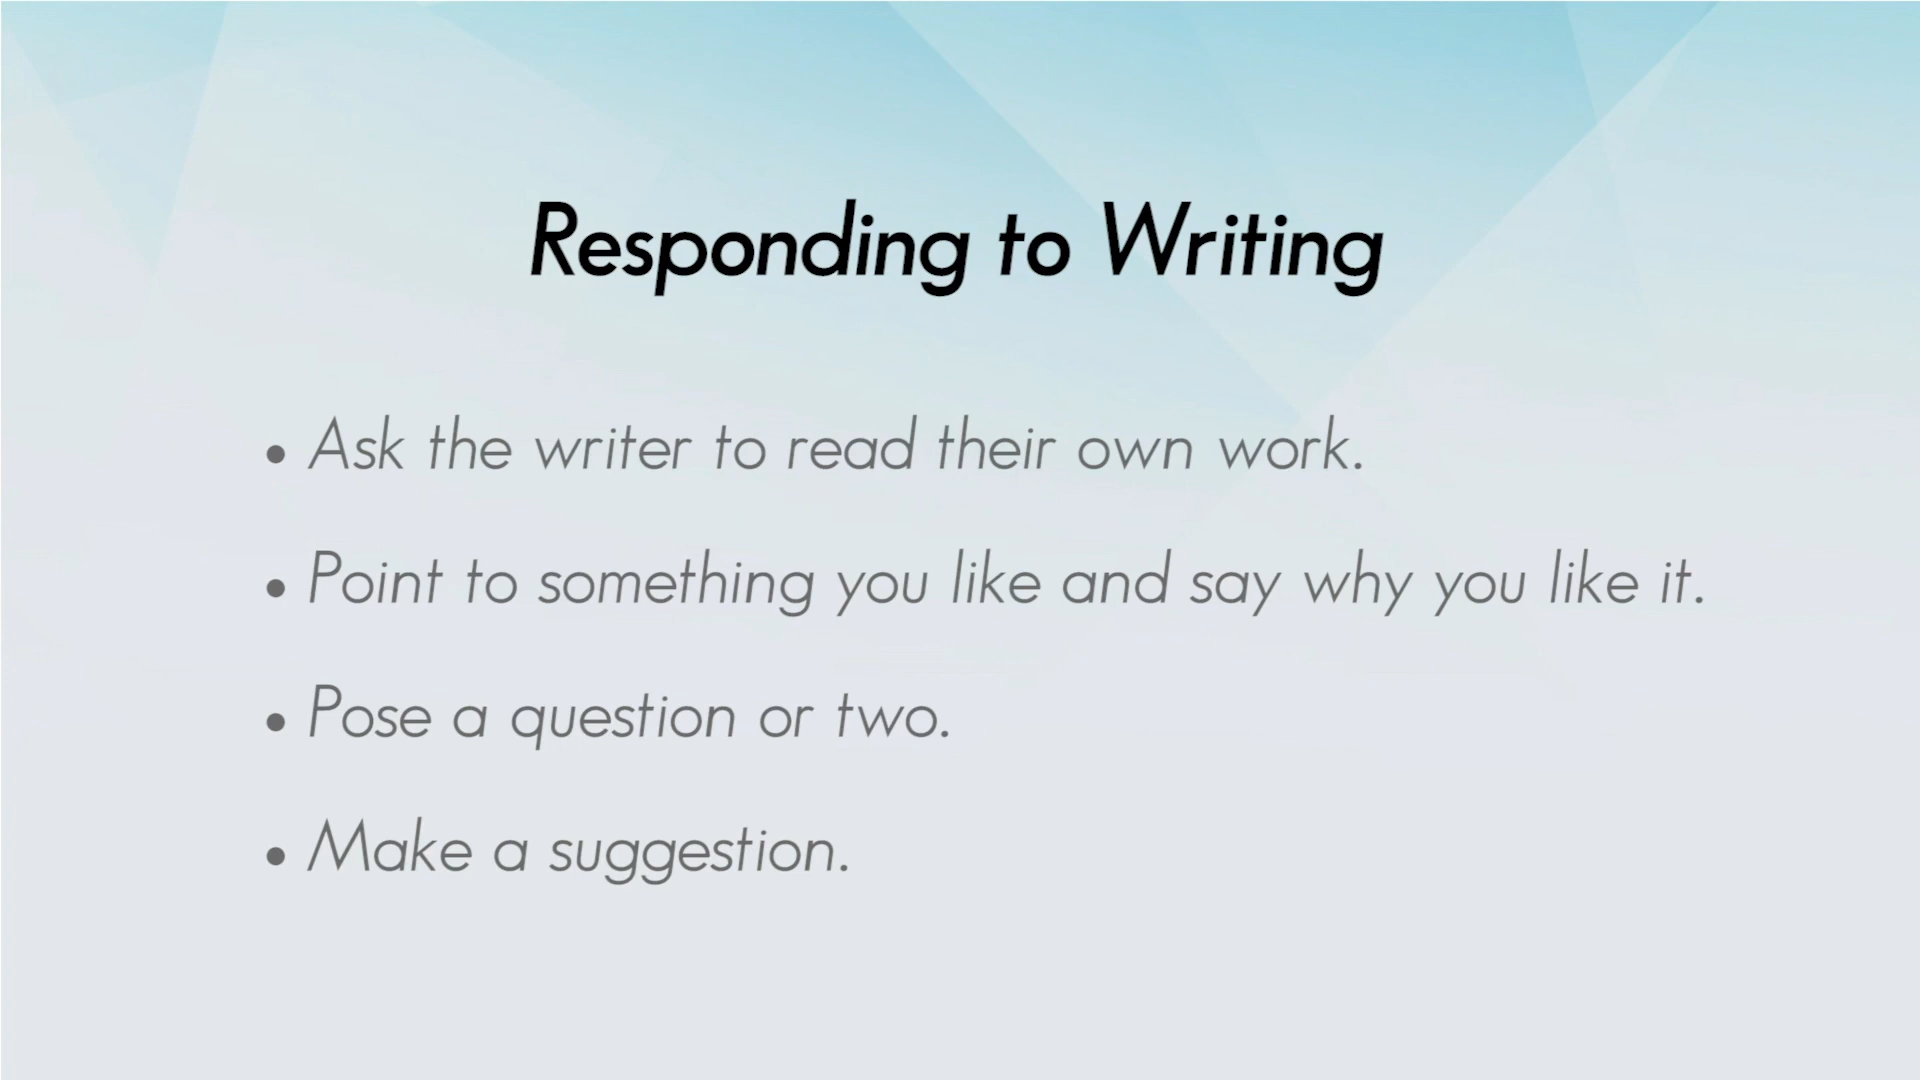 Responding to Writing
• Ask the writer to read their own work.
• Point to something you like and say why you like it.
• Pose a question or two.
• Make a suggestion.